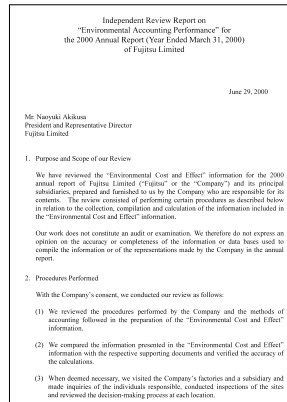 Independent Review Report on
"Environmental Accounting Performance" for
the 2000 Annual Report (Year Ended March 31, 2000)
of Fujitsu Limited
June 29, 2000
Mr. Naoyuki Akikusa
President and Representative Director
Fujitsu Limited
1. Purpose and Scope of our Review
We have reviewed the "Environmental Cost and Effect" information for the 2000
annual report of Fujitsu Limited ("Fujitsu" or the "Company") and its principal
subsidiaries, prepared and furnished to us by the Company who are responsible for its
contents. The review consisted of performing certain procedures as described below
in relation to the collection, compilation and calculation of the information included in
the "Environmental Cost and Effect" information.
Our work does not constitute an audit or examination. We therefore do not express an
opinion on the accuracy or completeness of the information or data bases used to
compile the information or of the representations made by the Company in the annual
report.
2. Procedures Performed
With the Company's consent, we conducted our review as follows:
(1) We reviewed the procedures performed by the Company and the methods of
accounting followed in the preparation of the "Environmental Cost and Effect"
information.
(2) We compared the information presented in the "Environmental Cost and Effect"
information with the respective supporting documents and verified the accuracy of
the calculations.
(3) When deemed necessary, we visited the Company's factories and a subsidiary and
made inquiries of the individuals responsible, conducted inspections of the sites
and reviewed the decision-making process at each location.